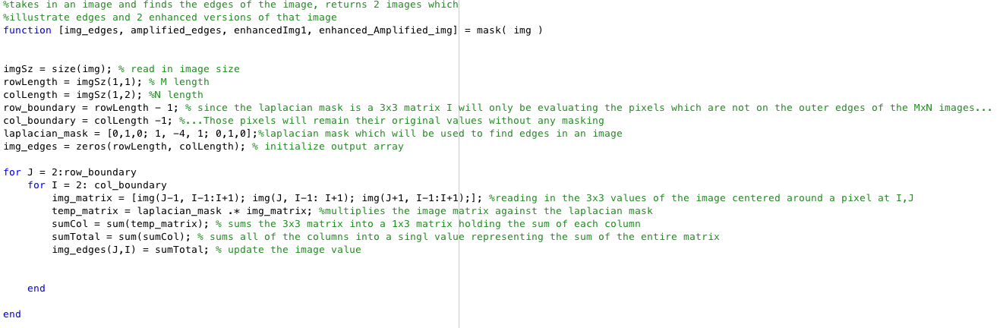 %takes in an image and finds the edges of the image, returns 2 images which
%illustrate edges and 2 enhanced versions of that image
function [img_edges, amplified_edges, enhancedImg1, enhanced_Amplified_img] = mask( img )
imgSz = size(img); % read in image size
rowLength = imgSz(1,1); % M length
colLength = imgSz(1,2); %N length
row_boundary = rowLength - 1; % since the laplacian mask is a 3x3 matrix I will only be evaluating the pixels which are not on the outer edges of the MxN images...
col_boundary = colLength -1; %...Those pixels will remain their original values without any masking
laplacian_mask = [0,1,0; 1, -4, 1; 0,1,0];%laplacian mask which will be used to find edges in an image
img_edges = zeros(rowLength, colLength); % initialize output array
for J = 2:row_boundary
    for I = 2: col_boundary
        img_matrix = [img(J-1, I-1:I+1); img(J, I-1: I+1); img(J+1, I-1:I+1);]; %reading in the 3x3 values of the image centered around a pixel at I,J
        temp_matrix = laplacian_mask .* img_matrix; %multiplies the image matrix against the laplacian mask
        sumCol = sum(temp_matrix); % sums the 3x3 matrix into a 1x3 matrix holding the sum of each column
        sumTotal = sum(sumCol); % sums all of the columns into a singl value representing the sum of the entire matrix
        img_edges(J,I) = sumTotal; % update the image value
    end
end